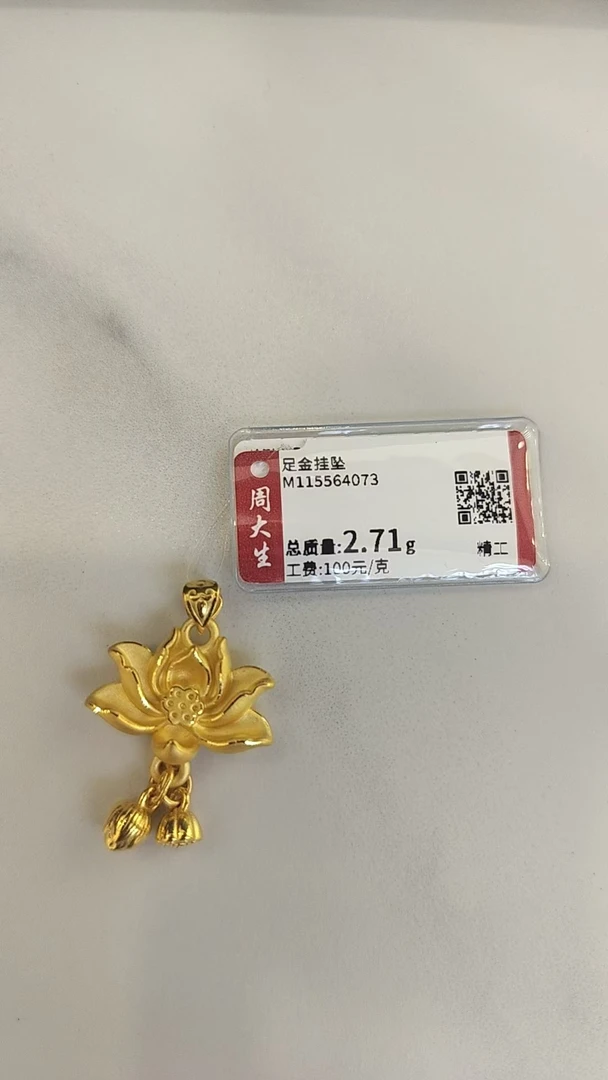 周大生
足金挂坠
M115564073
总质量:2.71g
精工
工费:100元/克